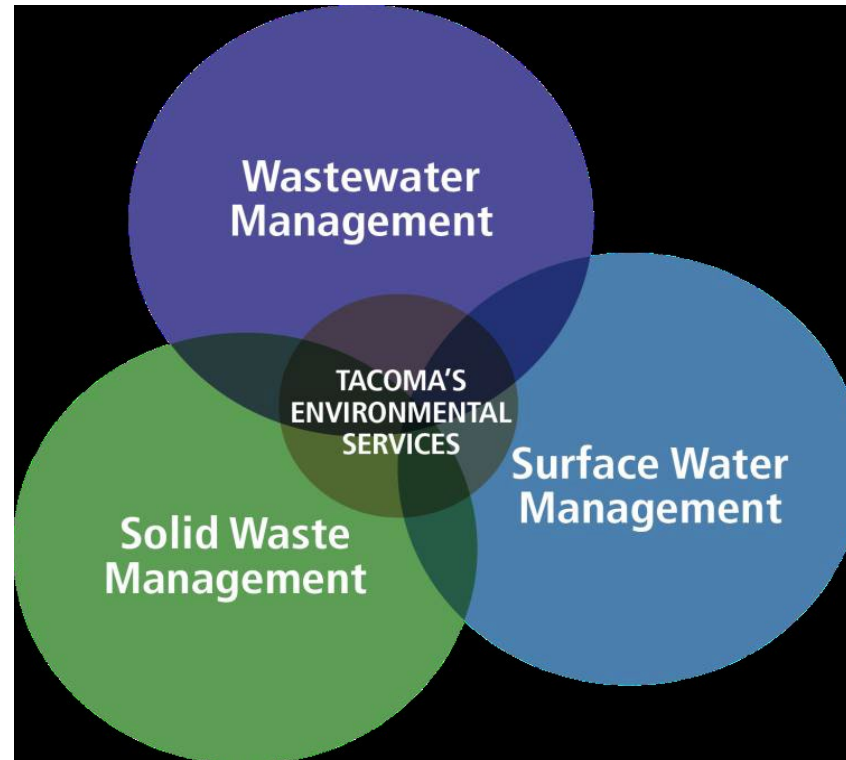 Wastewater
Management
TACOMA'S
ENVIRONMENTAL
SERVICES
Surface Water
Management
Solid Waste
Management